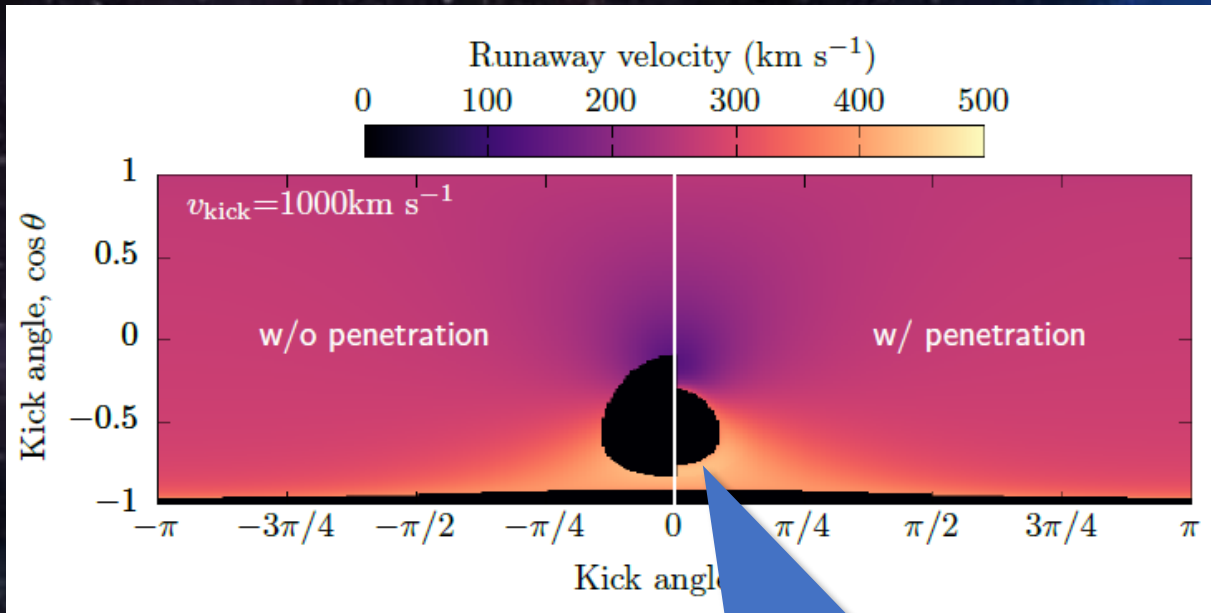 Runaway velocity (km s⁻¹)
0 100 200 300 400 500
v_kick=1000km s⁻¹
w/o penetration
w/ penetration
Kick angle, cos θ
1
0.5
0
−0.5
−1
−π −3π/4 −π/2 −π/4 0 π/4 π/2 3π/4 π
Kick